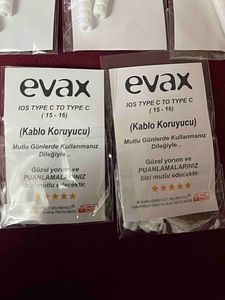 evax
IOS TYPE C TO TYPE C
( 15 - 16)
(Kablo Koruyucu)
Mutlu Günlerde Kullanmanız
Dileğiyle...
Güzel yorum ve
PUANLAMALARINIZ
bizi mutlu edecektir.
evax
IOS TYPE C TO TYPE C
( 15 - 16)
(Kablo Koruyucu)
Mutlu Günlerde Kullanmanız
Dileğiyle...
Güzel yorum ve
PUANLAMALARINIZ
bizi mutlu edecektir.